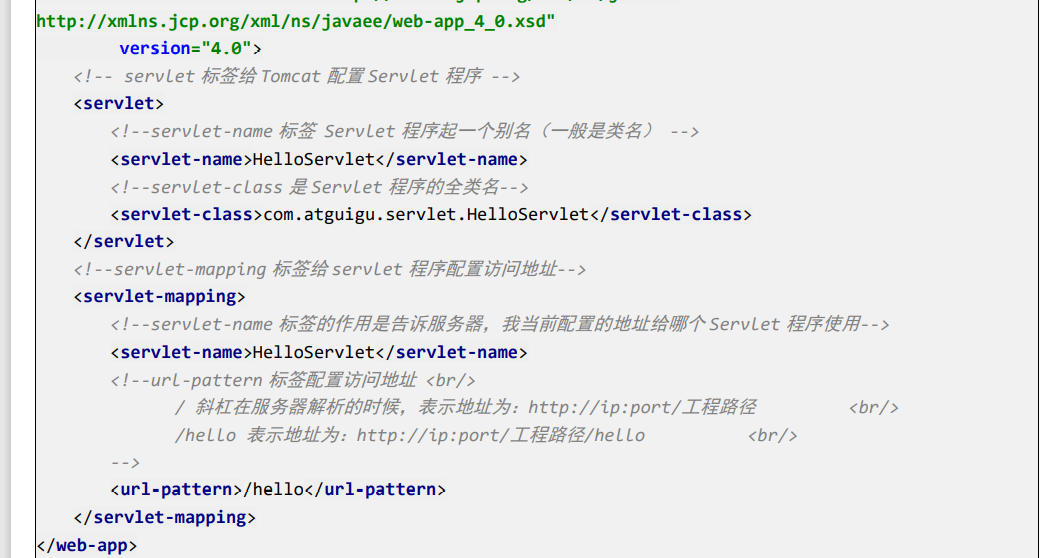 http://xmlns.jcp.org/xml/ns/javaee/web-app_4_0.xsd"
version="4.0">
<!-- servlet 标签给 Tomcat 配置 Servlet 程序 -->
<servlet>
<!--servlet-name 标签 Servlet 程序起一个别名（一般是类名） -->
<servlet-name>HelloServlet</servlet-name>
<!--servlet-class 是 Servlet 程序的全类名-->
<servlet-class>com.atguigu.servlet.HelloServlet</servlet-class>
</servlet>
<!--servlet-mapping 标签给 servlet 程序配置访问地址-->
<servlet-mapping>
<!--servlet-name 标签的作用是告诉服务器，我当前配置的地址给哪个 Servlet 程序使用-->
<servlet-name>HelloServlet</servlet-name>
<!--url-pattern 标签配置访问地址 <br/>
/ 斜杠在服务器解析的时候，表示地址为：http://ip:port/工程路径 <br/>
/hello 表示地址为：http://ip:port/工程路径/hello <br/>
-->
<url-pattern>/hello</url-pattern>
</servlet-mapping>
</web-app>